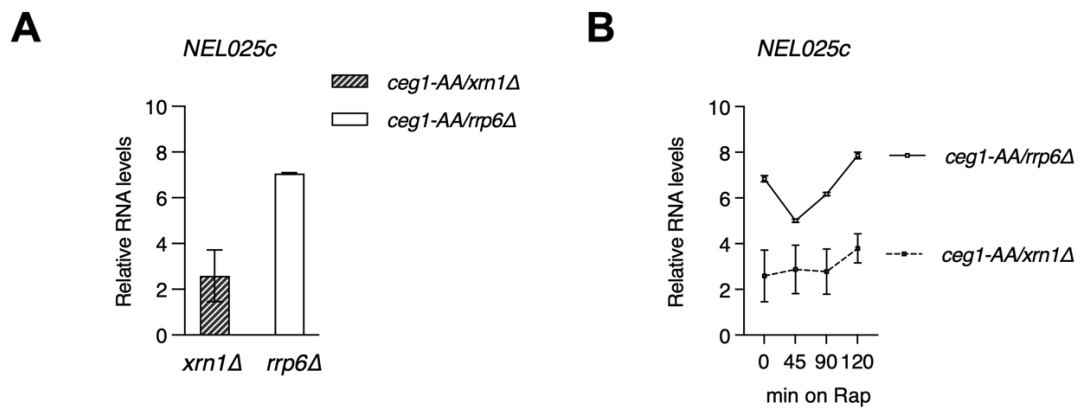 A
NEL025c
ceg1-AA/xrn1Δ
ceg1-AA/rrp6Δ
Relative RNA levels
10
8
6
4
2
0
xrn1Δ rrp6Δ
B
NEL025c
Relative RNA levels
10
8
6
4
2
0
0 45 90 120
min on Rap
ceg1-AA/rrp6Δ
ceg1-AA/xrn1Δ